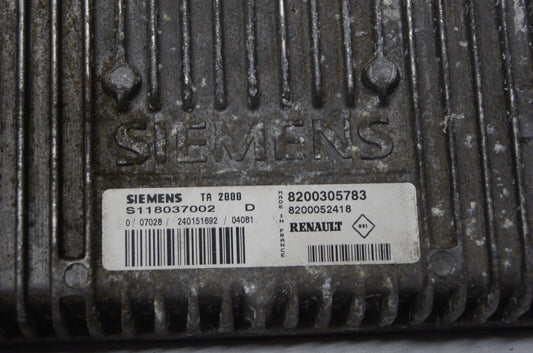 SIEMENS
SIEMENS TA 2000
S118037002 D
D/07028/240151692/04081
MADE IN FRANCE
8200305783
8200052418
RENAULT